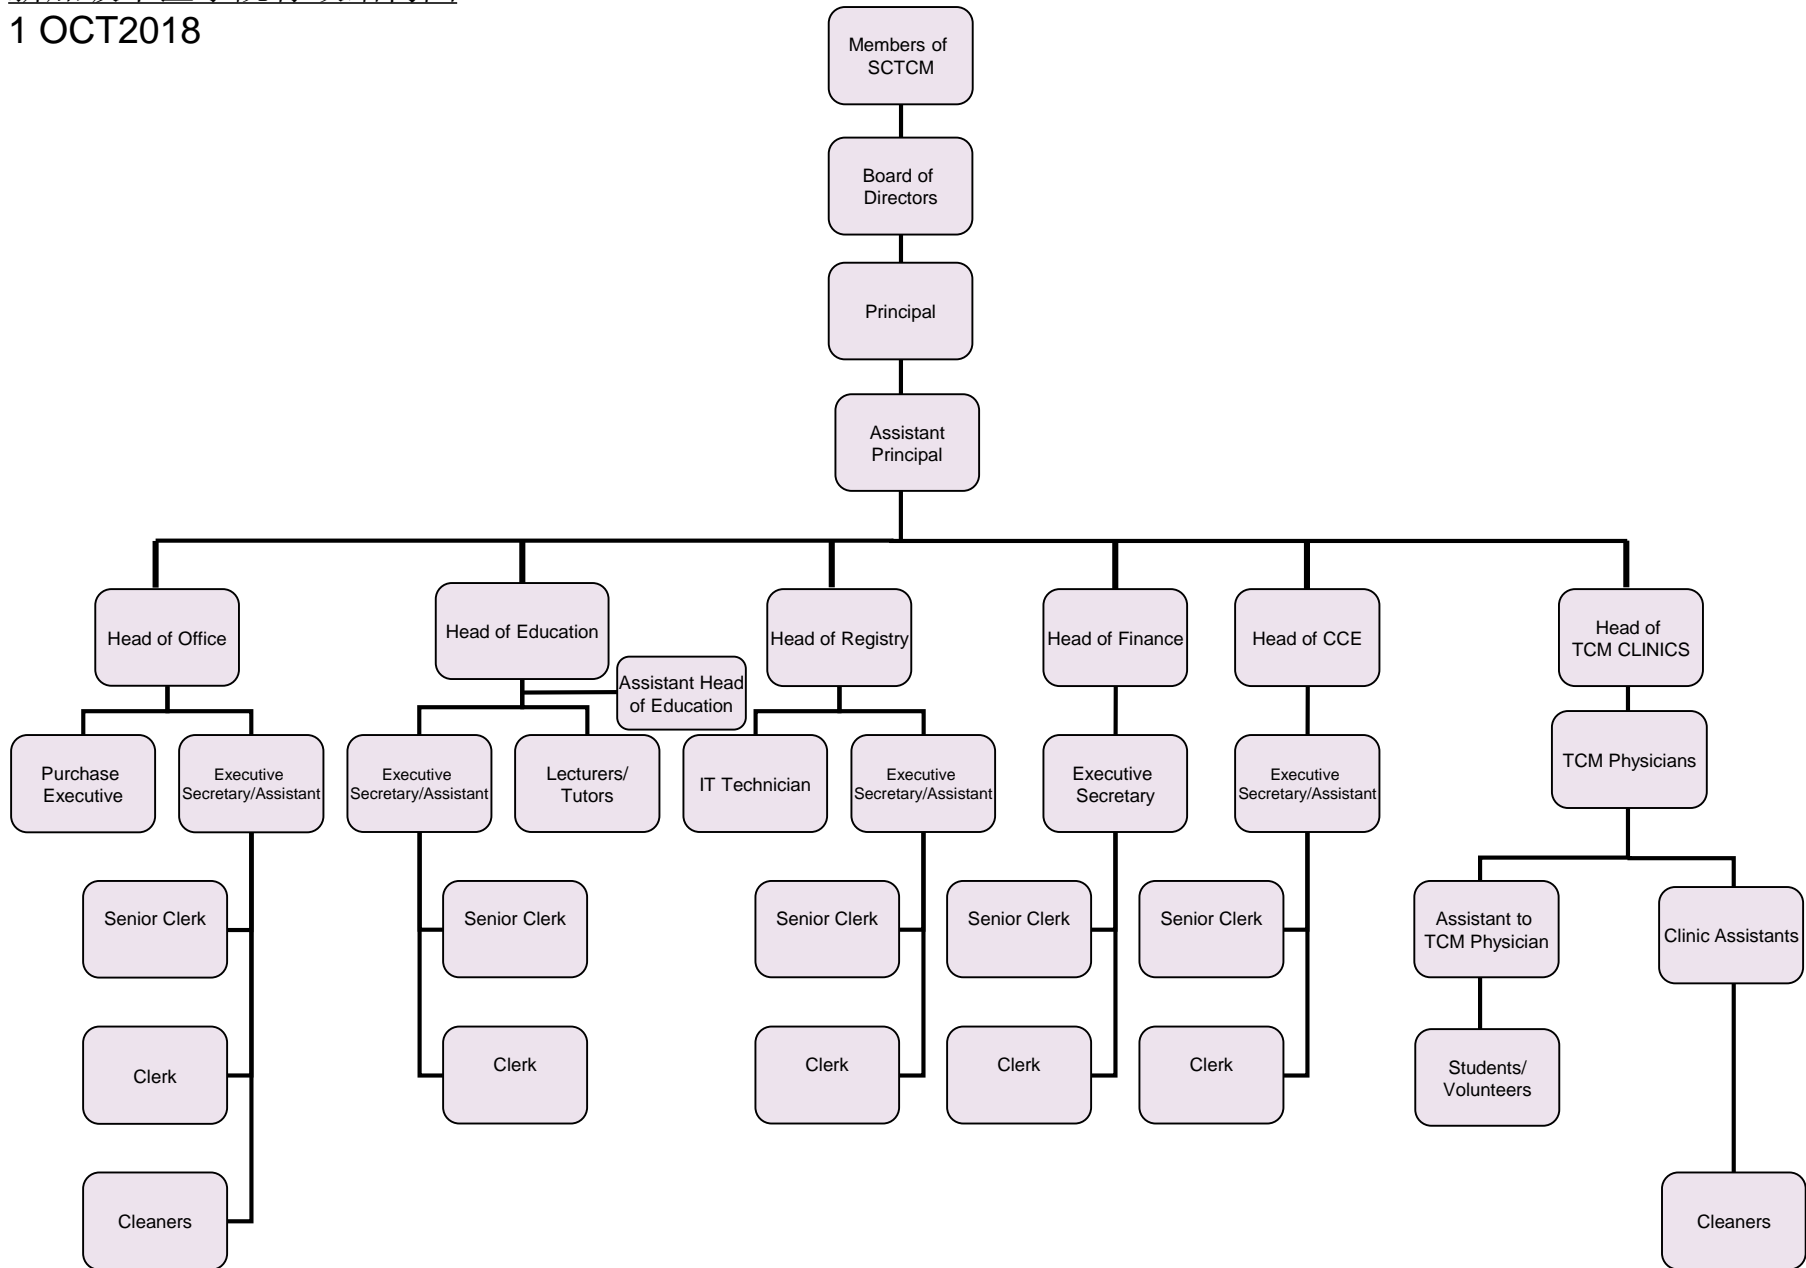 1 OCT2018
Members of
SCTCM
Board of
Directors
Principal
Assistant
Principal
Head of Office
Head of Education
Head of Registry
Head of Finance
Head of CCE
Head of
TCM CLINICS
Assistant Head
of Education
Purchase
Executive
Executive
Secretary/Assistant
Executive
Secretary/Assistant
Lecturers/
Tutors
IT Technician
Executive
Secretary/Assistant
Executive
Secretary
Executive
Secretary/Assistant
TCM Physicians
Senior Clerk
Senior Clerk
Senior Clerk
Senior Clerk
Senior Clerk
Assistant to
TCM Physician
Clinic Assistants
Clerk
Clerk
Clerk
Clerk
Clerk
Students/
Volunteers
Cleaners
Cleaners